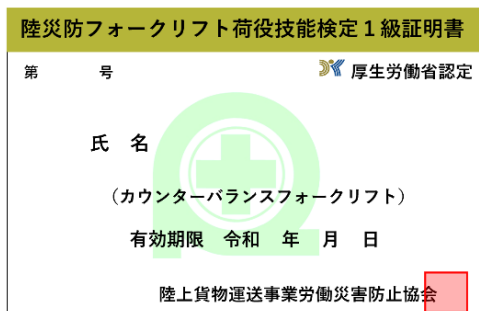 陸災防フォークリフト荷役技能検定１級証明書
第　　　号　　　厚生労働省認定
氏　名
（カウンターバランスフォークリフト）
有効期限　令和　年　月　日
陸上貨物運送事業労働災害防止協会